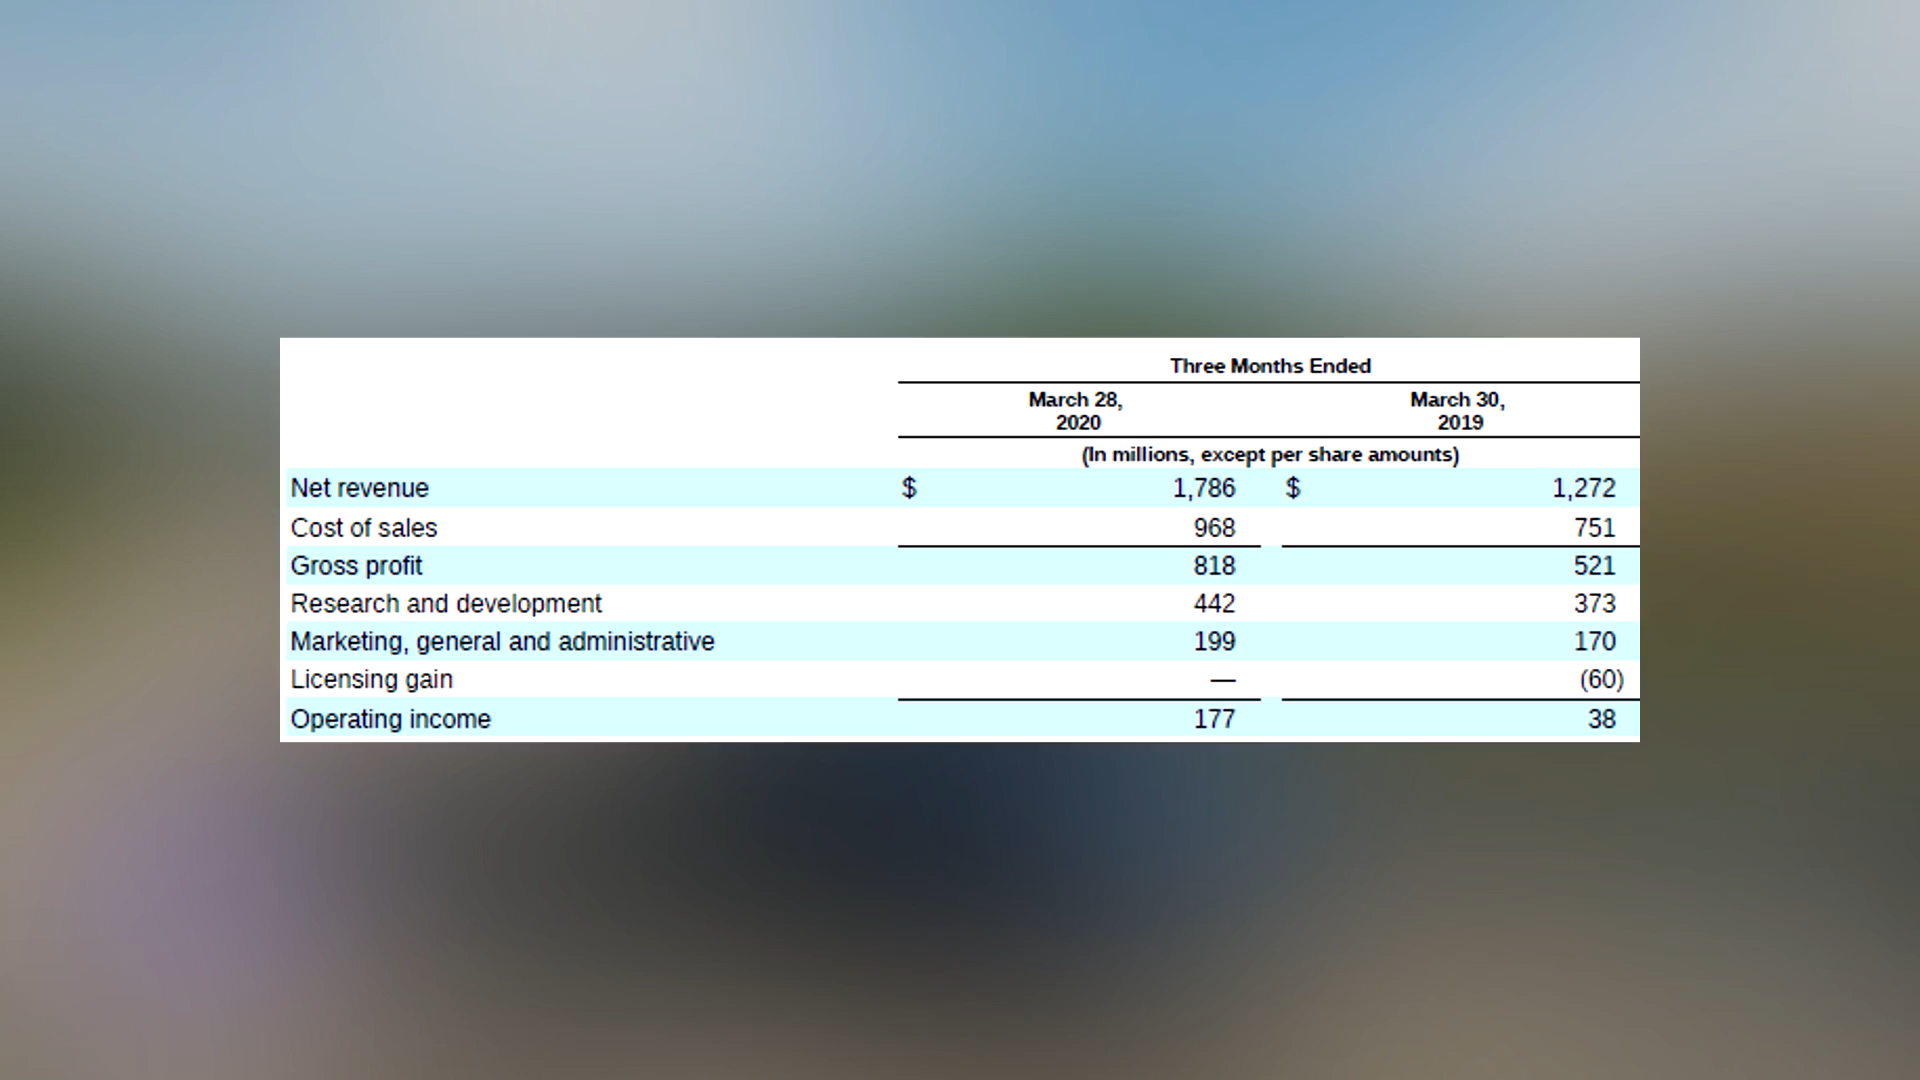 Three Months Ended
March 28, March 30,
2020 2019
(In millions, except per share amounts)
Net revenue $ 1,786 $ 1,272
Cost of sales 968 751
Gross profit 818 521
Research and development 442 373
Marketing, general and administrative 199 170
Licensing gain — (60)
Operating income 177 38